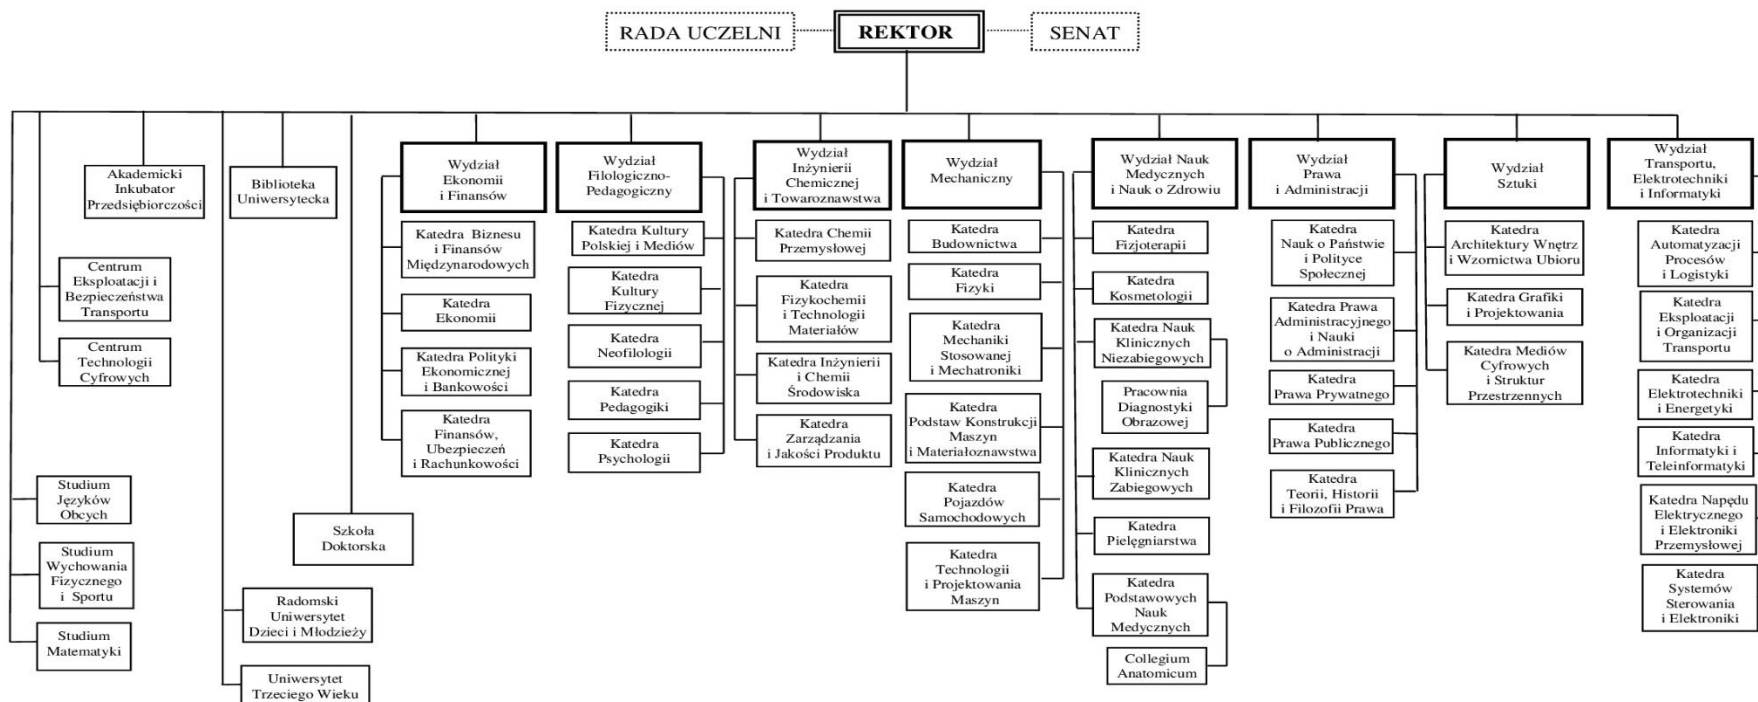 RADA UCZELNI
REKTOR
SENAT
Akademicki
Inkubator
Przedsiębiorczości
Centrum
Eksploatacji i
Bezpieczeństwa
Transportu
Centrum
Technologii
Cyfrowych
Studium
Języków
Obcych
Studium
Wychowania
Fizycznego
i Sportu
Studium
Matematyki
Biblioteka
Uniwersytecka
Szkoła
Doktorska
Radomski
Uniwersytet
Dzieci i Młodzieży
Uniwersytet
Trzeciego Wieku
Wydział
Ekonomii
i Finansów
Katedra Biznesu
i Finansów
Międzynarodowych
Katedra
Ekonomii
Katedra Polityki
Ekonomicznej
i Bankowości
Katedra
Finansów,
Ubezpieczeń
i Rachunkowości
Wydział
Filologiczno-
Pedagogiczny
Katedra Kultury
Polskiej i Mediów
Katedra
Kultury
Fizycznej
Katedra
Neofilologii
Katedra
Pedagogiki
Katedra
Psychologii
Wydział
Inżynierii
Chemicznej
i Towaroznawstwa
Katedra Chemii
Przemysłowej
Katedra
Fizykochemii
i Technologii
Materiałów
Katedra Inżynierii
i Chemii
Środowiska
Katedra
Zarządzania
i Jakości Produktu
Wydział
Mechaniczny
Katedra
Budownictwa
Katedra
Fizyki
Katedra
Mechaniki
Stosowanej
i Mechatroniki
Katedra
Podstaw Konstrukcji
Maszyn
i Materiałoznawstwa
Katedra
Pojazdów
Samochodowych
Katedra
Technologii
i Projektowania
Maszyn
Wydział Nauk
Medycznych
i Nauk o Zdrowiu
Katedra
Fizjoterapii
Katedra
Kosmetologii
Katedra Nauk
Klinicznych
Niezabiegowych
Pracownia
Diagnostyki
Obrazowej
Katedra Nauk
Klinicznych
Zabiegowych
Katedra
Pielęgniarstwa
Katedra
Podstawowych
Nauk
Medycznych
Collegium
Anatomicum
Wydział
Prawa
i Administracji
Katedra
Nauk o Państwie
i Polityce
Społecznej
Katedra Prawa
Administracyjnego
i Nauki
o Administracji
Katedra
Prawa Prywatnego
Katedra
Prawa Publicznego
Katedra
Teorii, Historii
i Filozofii Prawa
Wydział
Sztuki
Katedra
Architektury Wnętrz
i Wzornictwa Ubioru
Katedra Grafiki
i Projektowania
Katedra Mediów
Cyfrowych
i Struktur
Przestrzennych
Wydział
Transportu,
Elektrotechniki
i Informatyki
Katedra
Automatyzacji
Procesów
i Logistyki
Katedra
Eksploatacji
i Organizacji
Transportu
Katedra
Elektrotechniki
i Energetyki
Katedra
Informatyki i
Teleinformatyki
Katedra Napędu
Elektrycznego
i Elektroniki
Przemysłowej
Katedra
Systemów
Sterowania
i Elektroniki